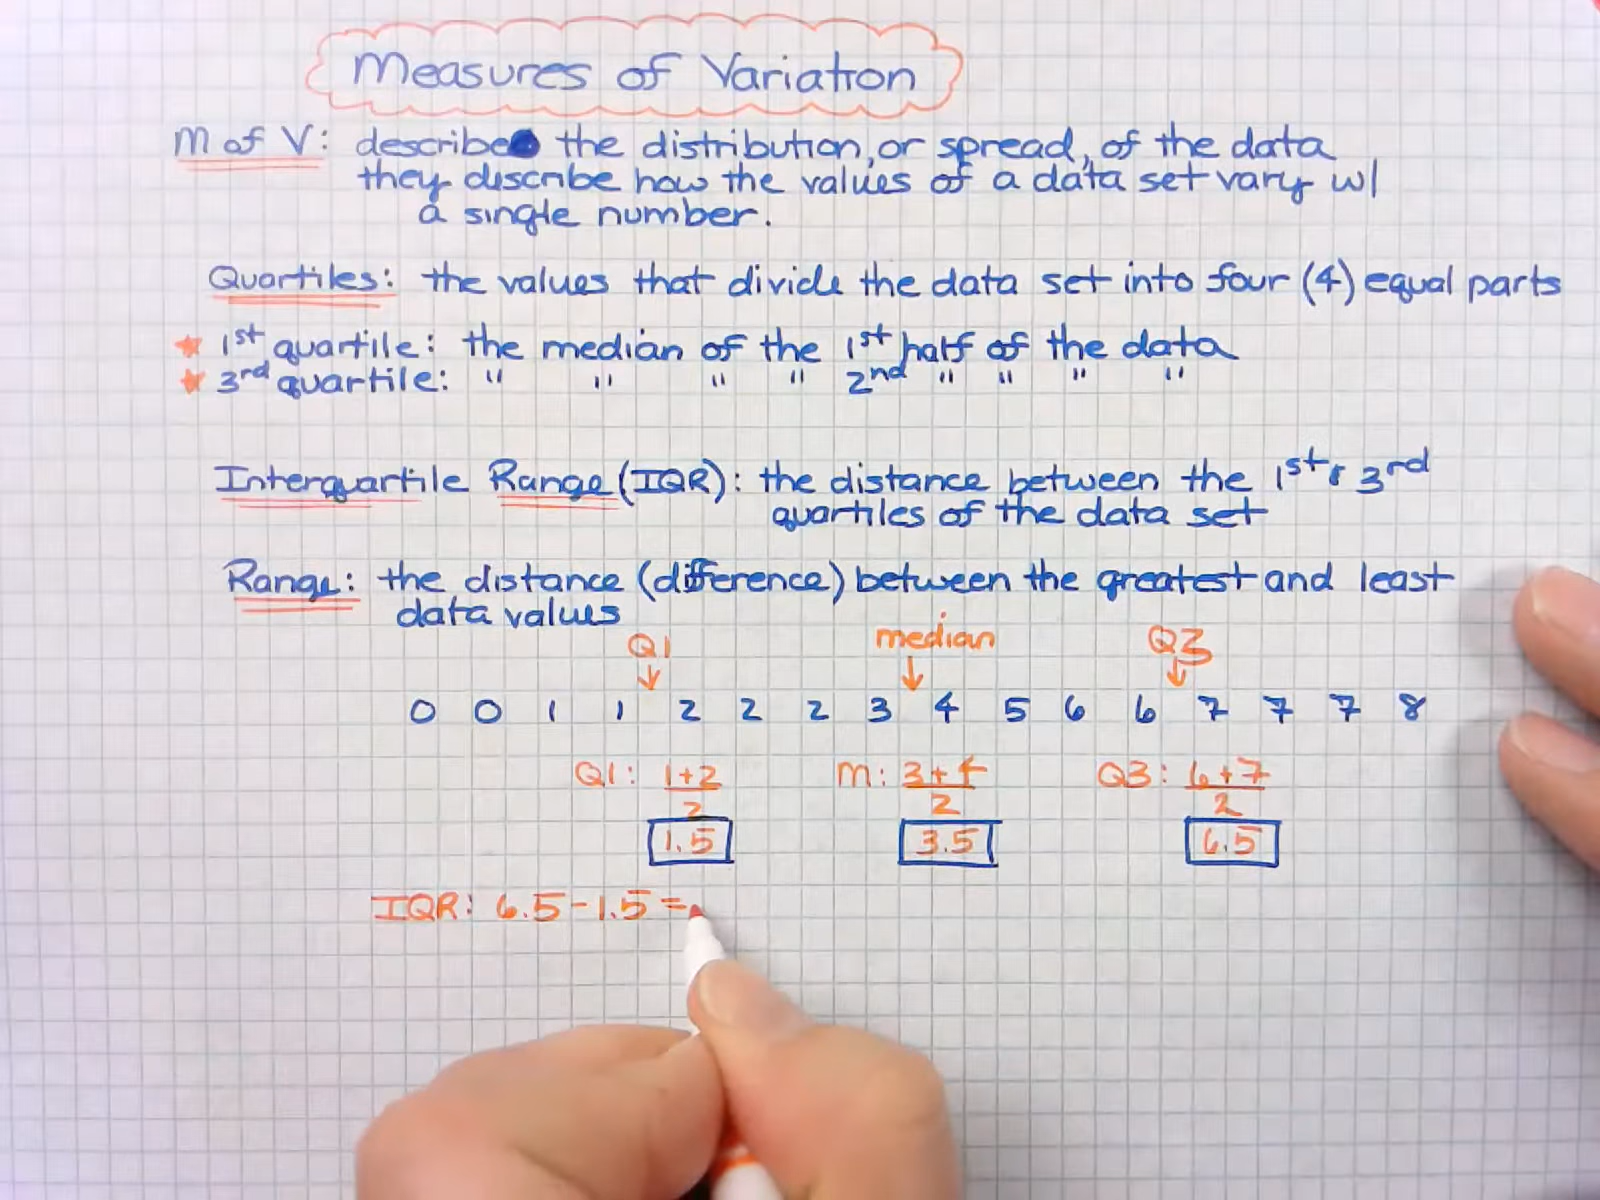 Measures of Variation
M of V: describe the distribution, or spread, of the data
they describe how the values of a data set vary w/
a single number.
Quartiles: the values that divide the data set into four (4) equal parts
★ 1st quartile: the median of the 1st half of the data
★ 3rd quartile: " " " " 2nd " " " "
Interquartile Range (IQR): the distance between the 1st & 3rd
quartiles of the data set
Range: the distance (difference) between the greatest and least
data values
Q1 median Q3
↓ ↓ ↓
0 0 1 1 2 2 2 3 4 5 6 6 7 7 7 8
Q1: 1+2 M: 3+4 Q3: 6+7
2 2 2
1.5 3.5 6.5
IQR: 6.5-1.5=